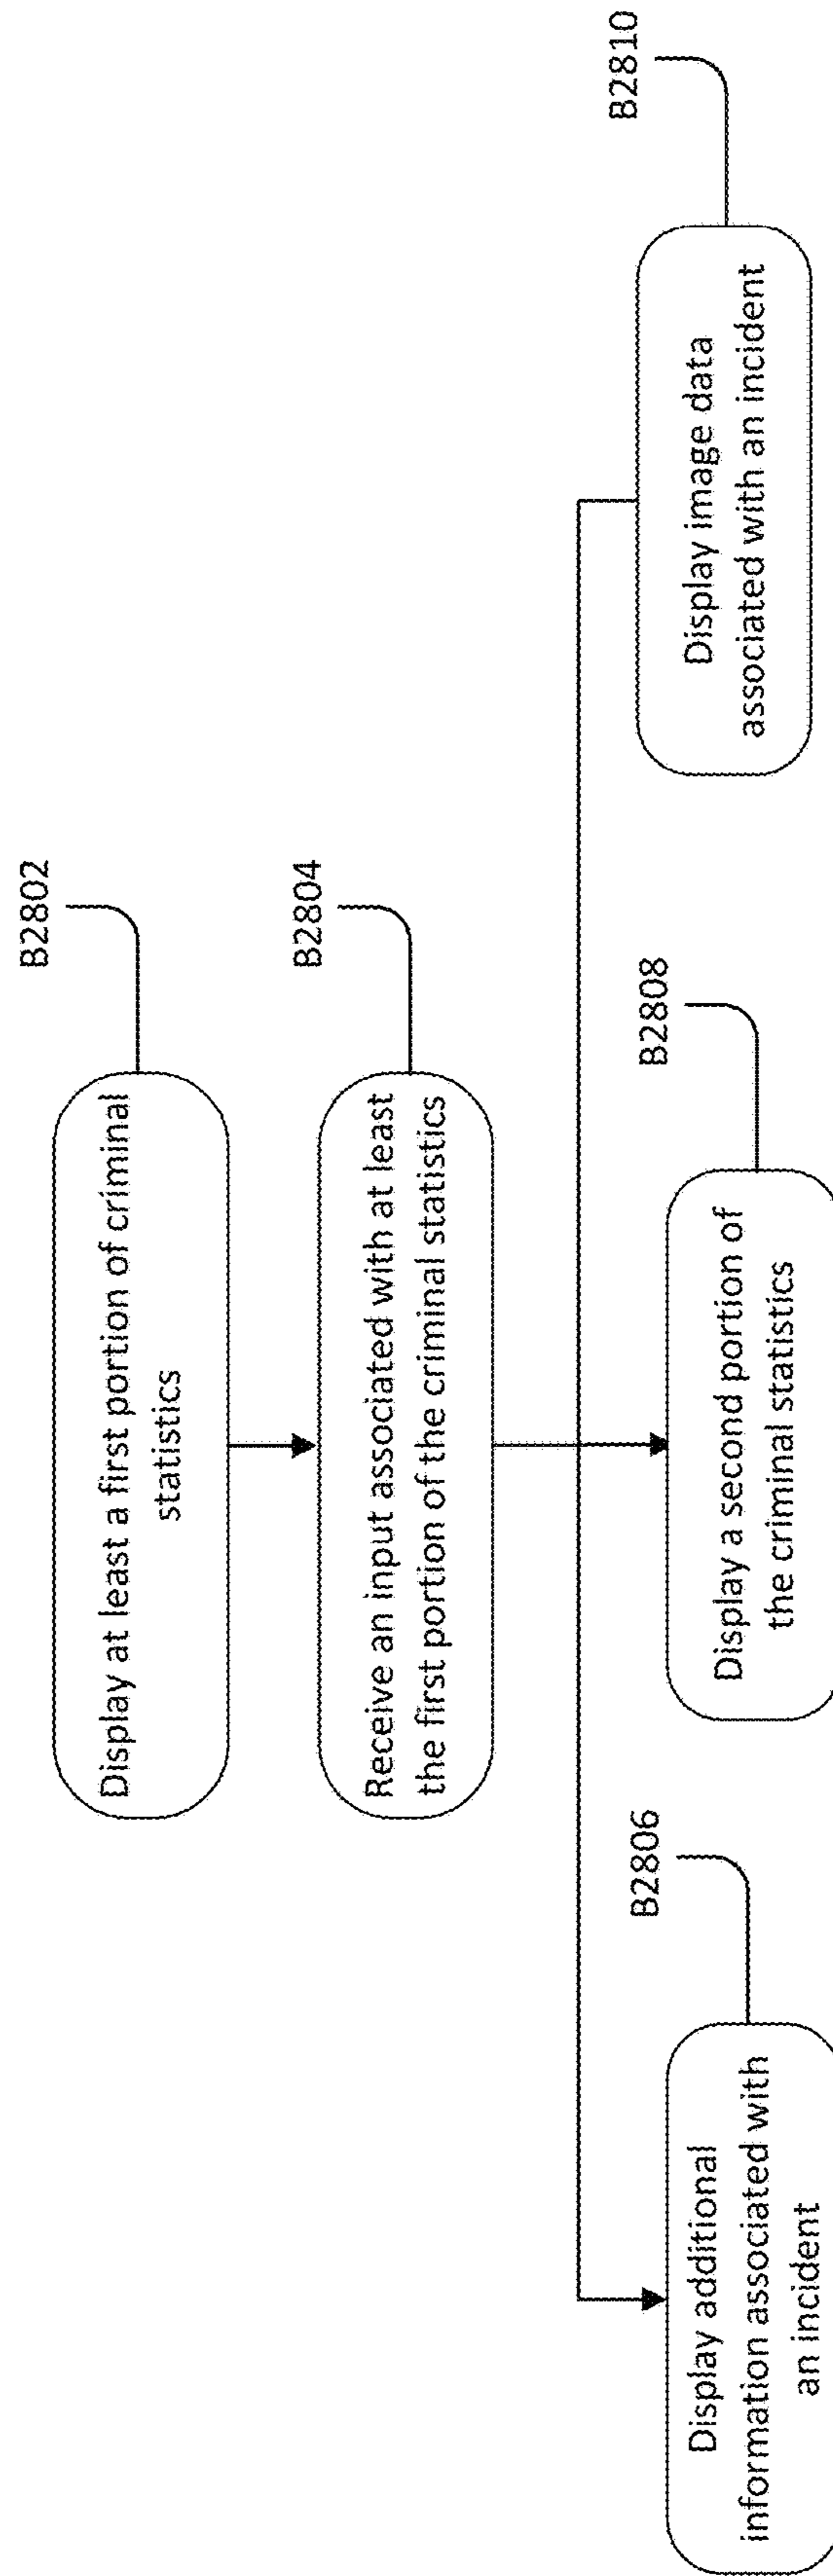 B2802
Display at least a first portion of criminal
statistics
B2804
Receive an input associated with at least
the first portion of the criminal statistics
B2806
Display additional
information associated with
an incident
B2808
Display a second portion of
the criminal statistics
B2810
Display image data
associated with an incident